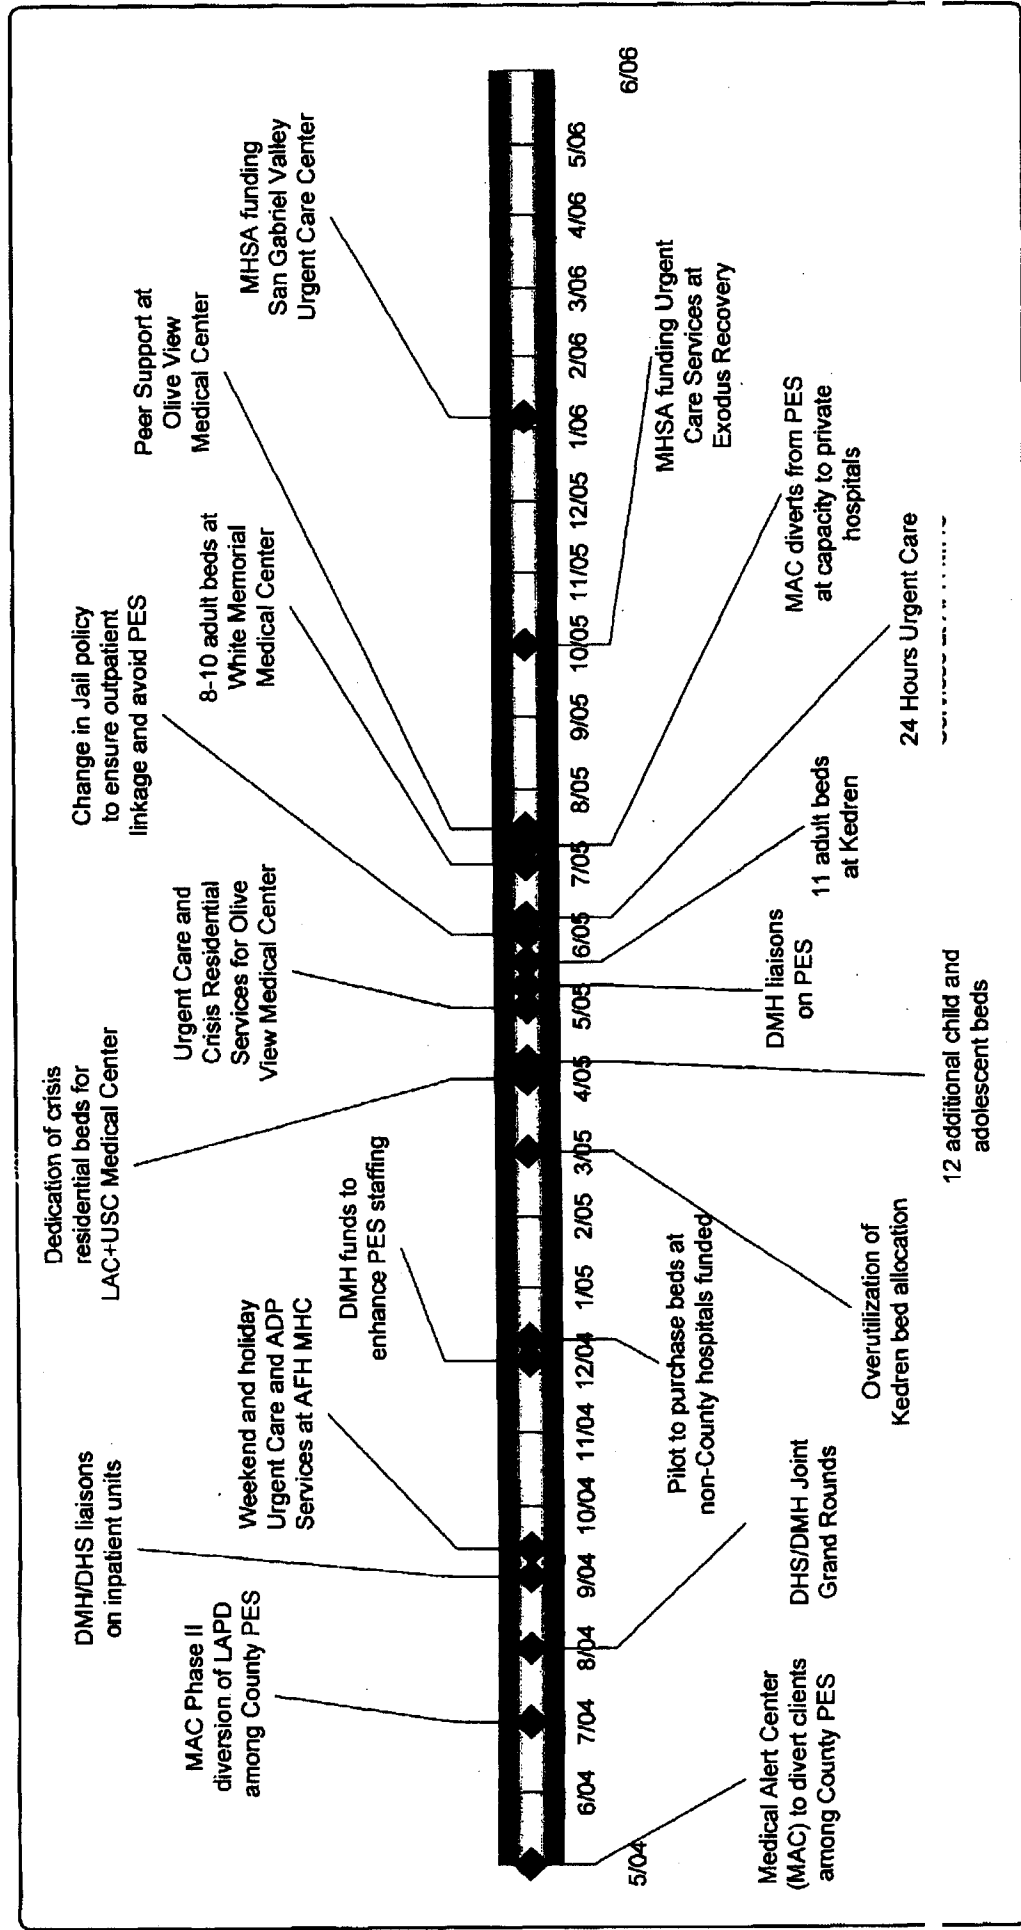 DMH/DHS liaisons
on inpatient units
Dedication of crisis
residential beds for
LAC+USC Medical Center
Change in Jail policy
to ensure outpatient
linkage and avoid PES
Peer Support at
Olive View
Medical Center
MAC Phase II
diversion of LAPD
among County PES
Weekend and holiday
Urgent Care and ADP
Services at AFH MHC
DMH funds to
enhance PES staffing
Urgent Care and
Crisis Residential
Services for Olive
View Medical Center
8-10 adult beds at
White Memorial
Medical Center
MHSA funding
San Gabriel Valley
Urgent Care Center
5/04
6/04
7/04
8/04
9/04
10/04
11/04
12/04
1/05
2/05
3/05
4/05
5/05
6/05
7/05
8/05
9/05
10/05
11/05
12/05
1/06
2/06
3/06
4/06
5/06
6/06
Medical Alert Center
(MAC) to divert clients
among County PES
DHS/DMH Joint
Grand Rounds
Pilot to purchase beds at
non-County hospitals funded
Overutilization of
Kedren bed allocation
12 additional child and
adolescent beds
DMH liaisons
on PES
11 adult beds
at Kedren
24 Hours Urgent Care
MAC diverts from PES
at capacity to private
hospitals
MHSA funding Urgent
Care Services at
Exodus Recovery